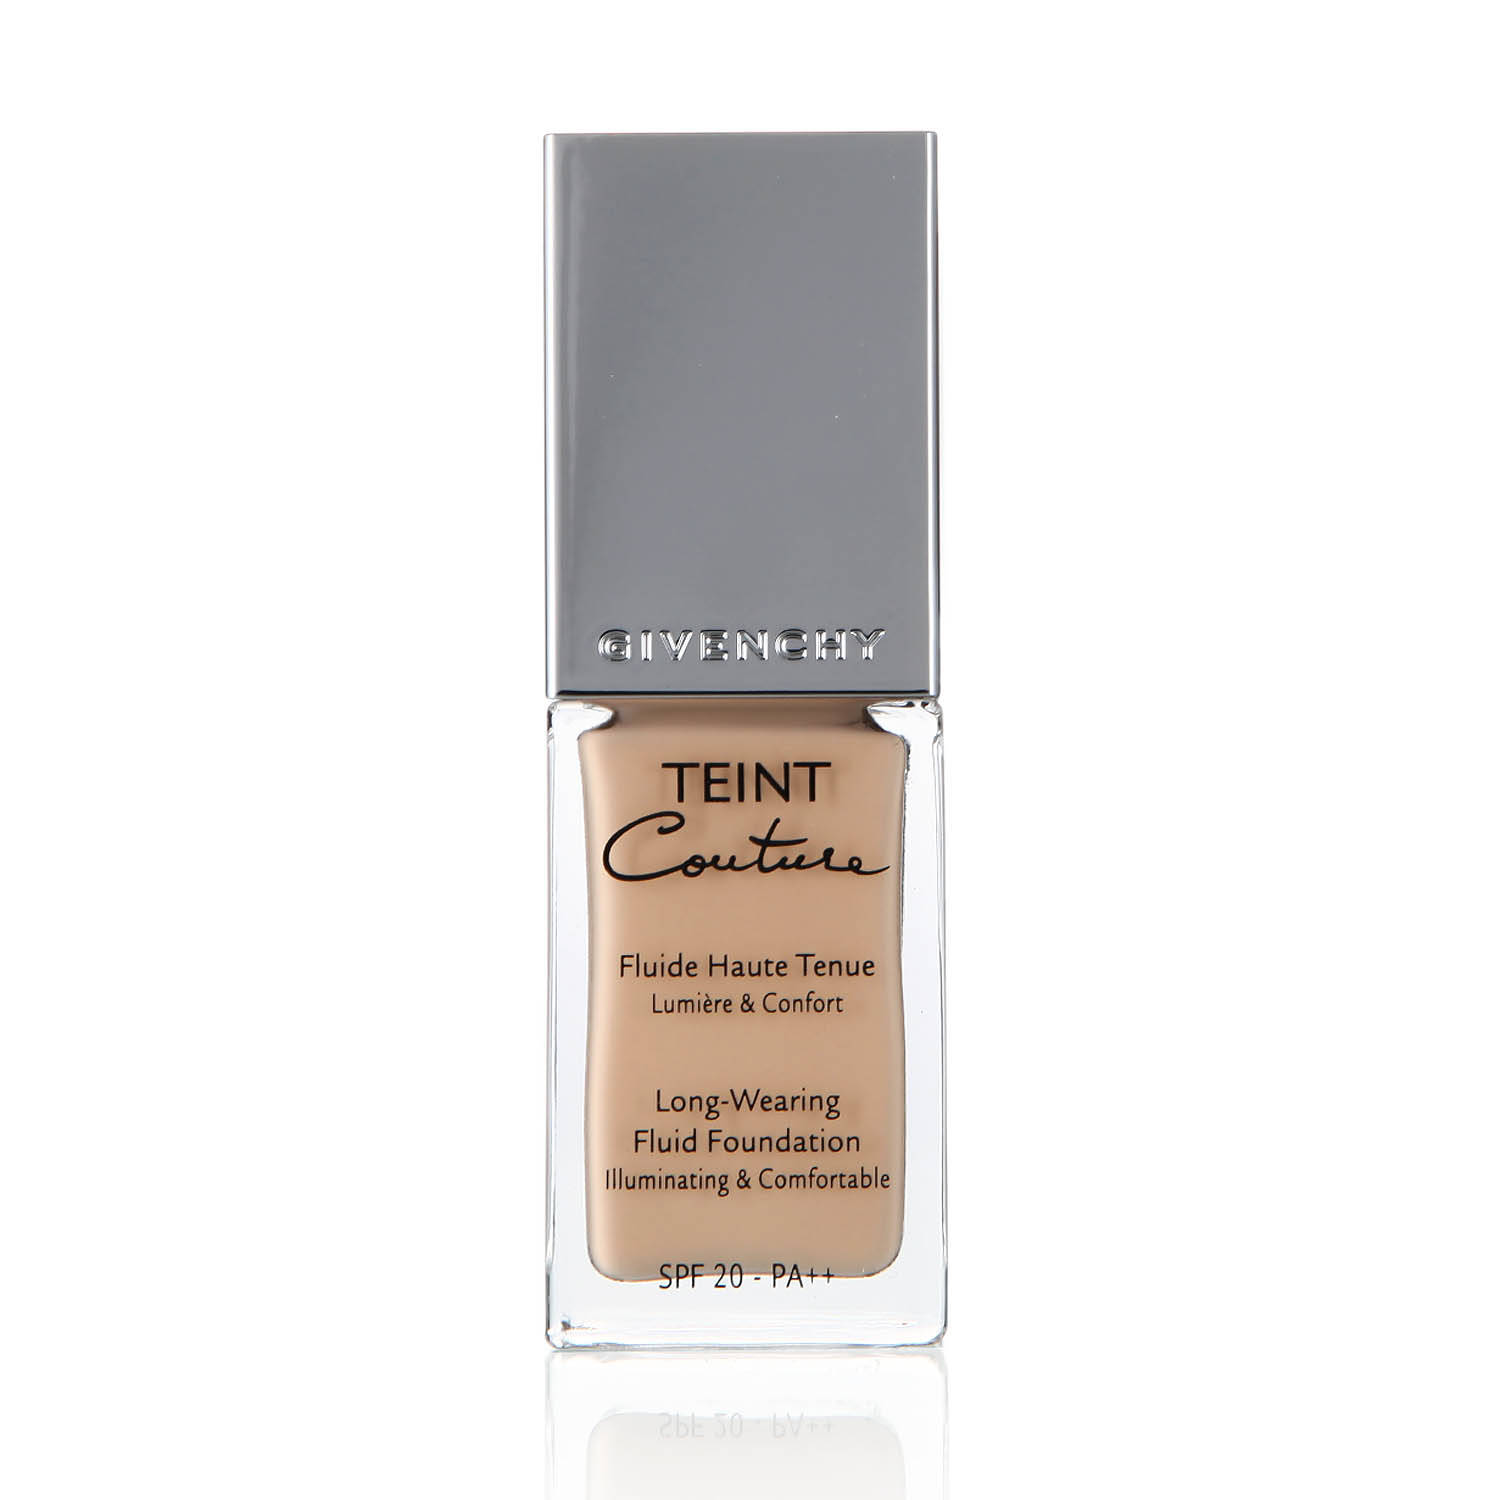 GIVENCHY
TEINT
Couture
Fluide Haute Tenue
Lumière & Confort
Long-Wearing
Fluid Foundation
Illuminating & Comfortable
SPF 20 - PA++